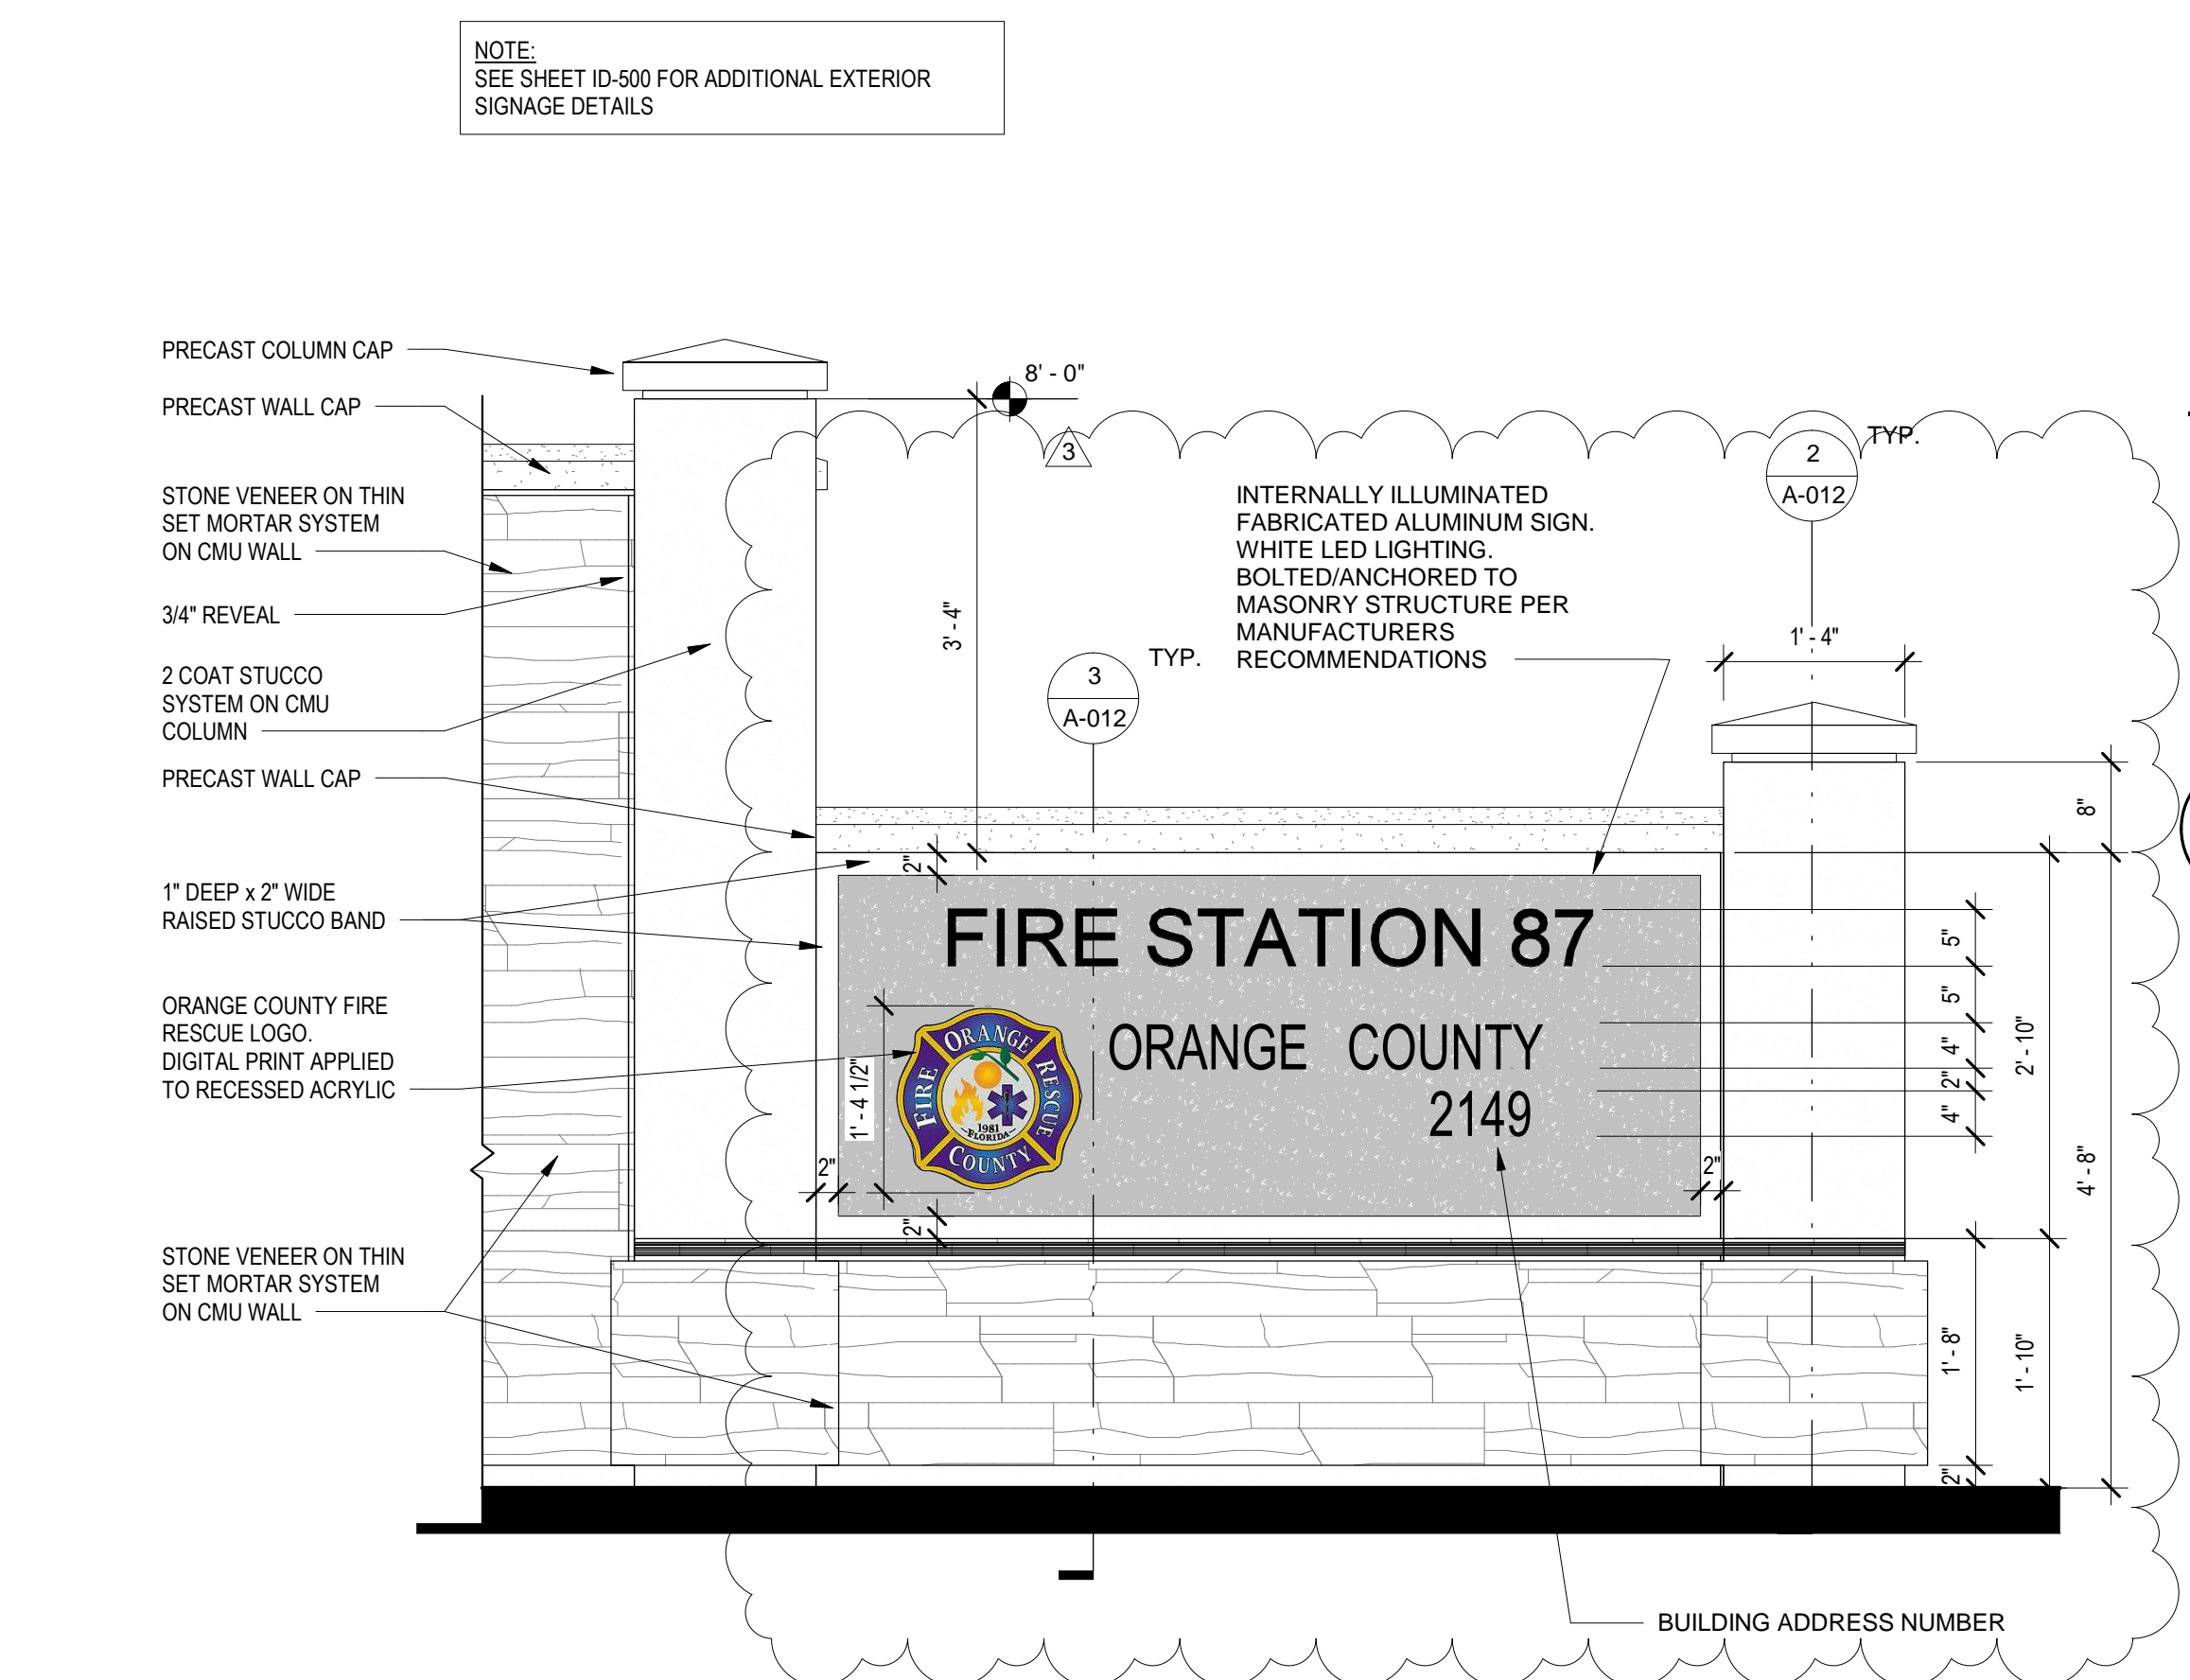 NOTE:
SEE SHEET ID-500 FOR ADDITIONAL EXTERIOR
SIGNAGE DETAILS
PRECAST COLUMN CAP
PRECAST WALL CAP
STONE VENEER ON THIN
SET MORTAR SYSTEM
ON CMU WALL
3/4" REVEAL
2 COAT STUCCO
SYSTEM ON CMU
COLUMN
PRECAST WALL CAP
1" DEEP x 2" WIDE
RAISED STUCCO BAND
ORANGE COUNTY FIRE
RESCUE LOGO.
DIGITAL PRINT APPLIED
TO RECESSED ACRYLIC
STONE VENEER ON THIN
SET MORTAR SYSTEM
ON CMU WALL
8' - 0"
3
3' - 4"
3
A-012
TYP.
INTERNALLY ILLUMINATED
FABRICATED ALUMINUM SIGN.
WHITE LED LIGHTING.
BOLTED/ANCHORED TO
MASONRY STRUCTURE PER
MANUFACTURERS
RECOMMENDATIONS
2
A-012
TYP.
1' - 4"
2"
FIRE STATION 87
ORANGE COUNTY
2149
ORANGE
FIRE
RESCUE
COUNTY
1981
FLORIDA
1' - 4 1/2"
2"
2"
2"
8"
5"
5"
4"
2"
4"
2' - 10"
4' - 8"
1' - 8"
1' - 10"
2"
BUILDING ADDRESS NUMBER